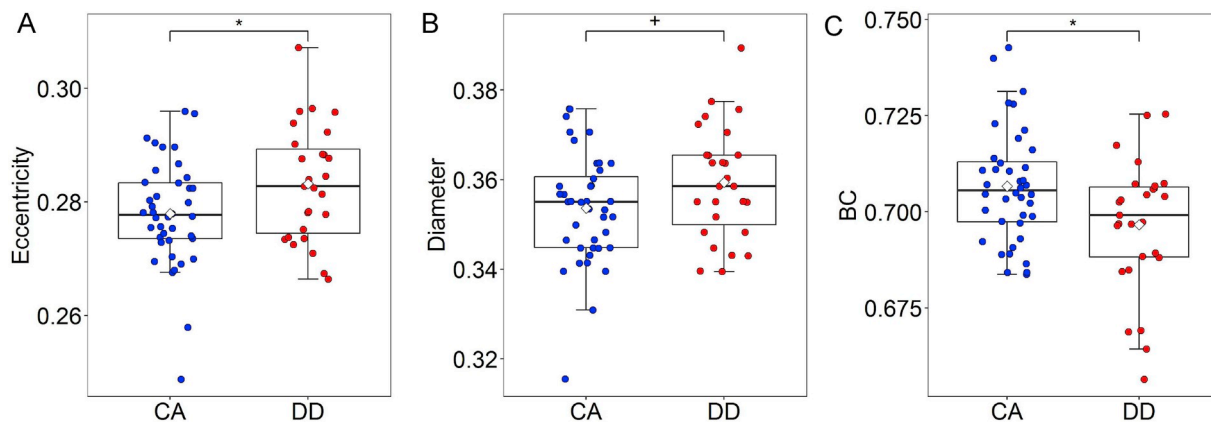 A
*
Eccentricity
0.30
0.28
0.26
CA
DD
B
+
Diameter
0.38
0.36
0.34
0.32
CA
DD
C
*
BC
0.750
0.725
0.700
0.675
CA
DD